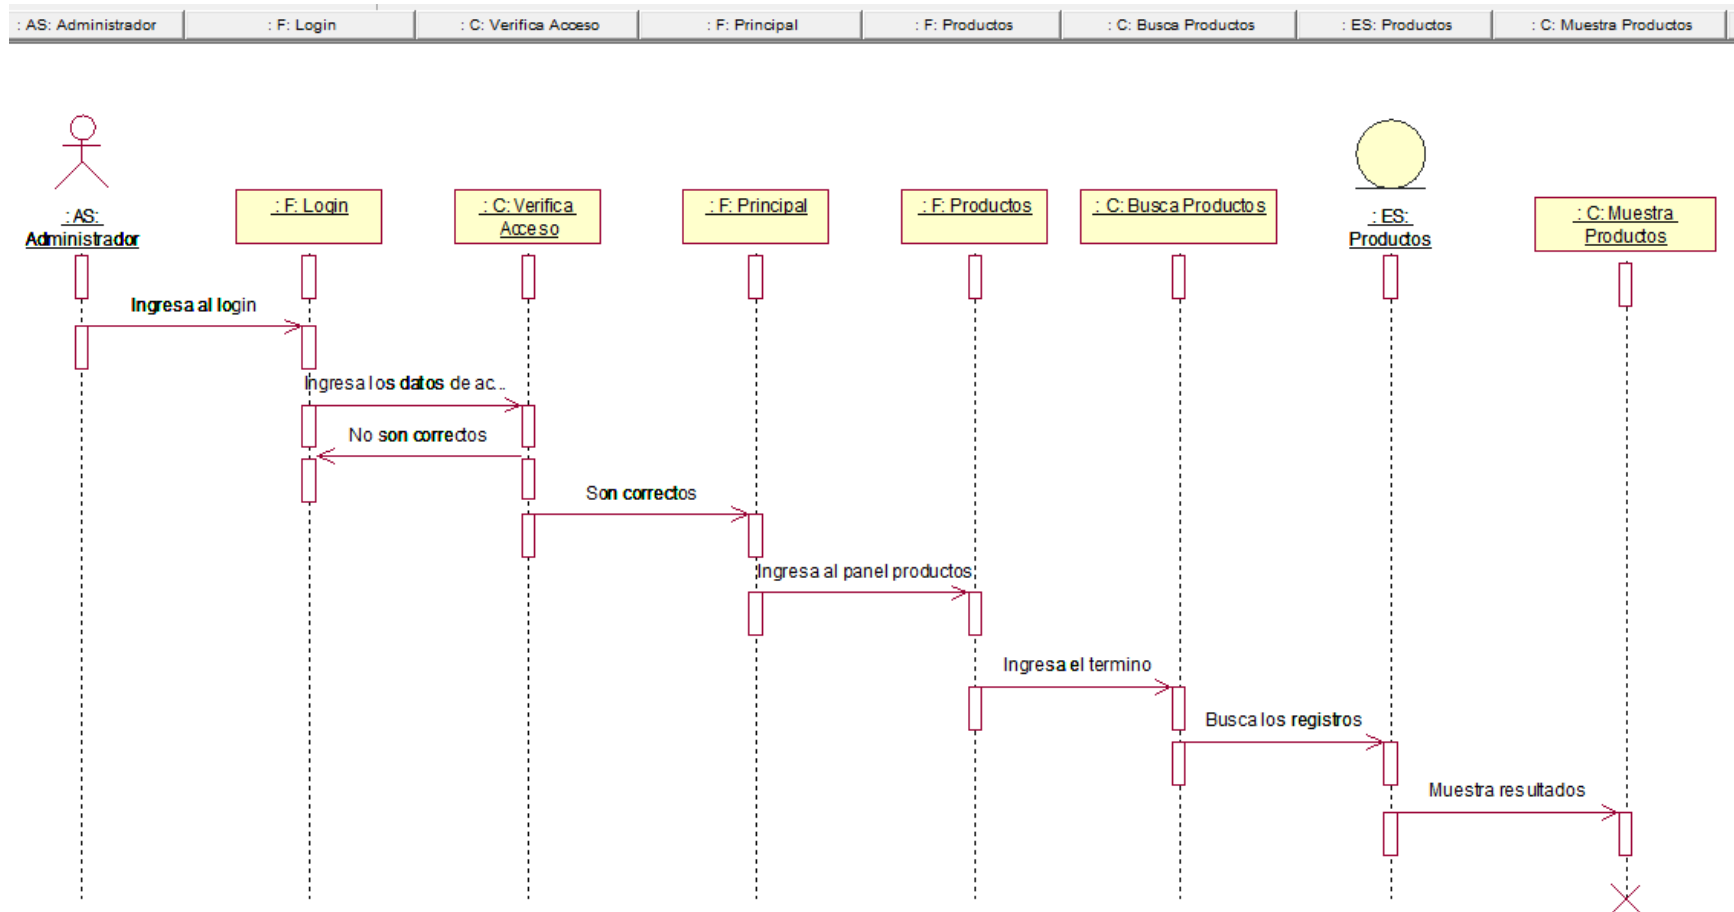 : AS: Administrador
: F: Login
: C: Verifica Acceso
: F: Principal
: F: Productos
: C: Busca Productos
: ES: Productos
: C: Muestra Productos
: AS:
Administrador
: F: Login
: C: Verifica
Acceso
: F: Principal
: F: Productos
: C: Busca Productos
: ES:
Productos
: C: Muestra
Productos
Ingresa al login
Ingresa los datos de ac...
No son correctos
Son correctos
Ingresa al panel productos
Ingresa el termino
Busca los registros
Muestra resultados